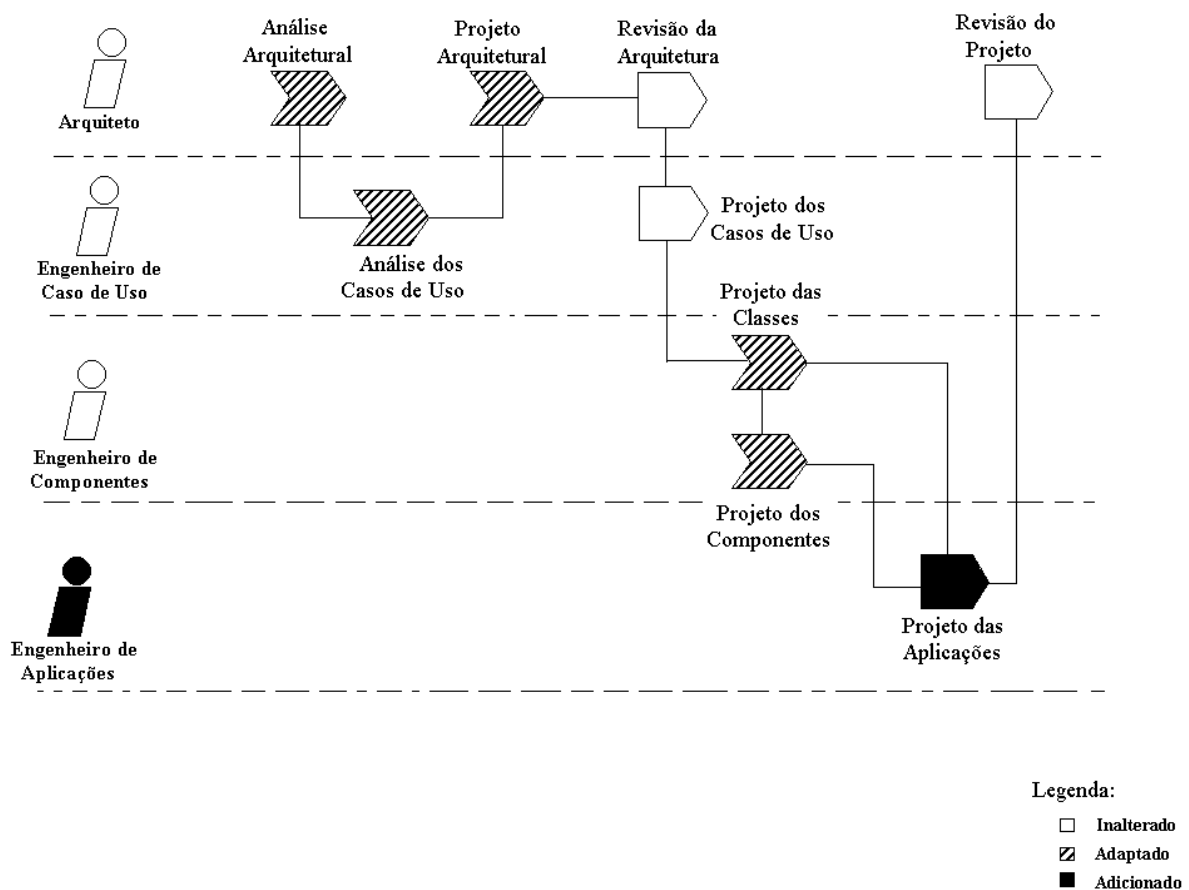 Análise
Arquitetural
Projeto
Arquitetural
Revisão da
Arquitetura
Revisão do
Projeto
Arquiteto
Projeto dos
Casos de Uso
Engenheiro de
Caso de Uso
Análise dos
Casos de Uso
Projeto das
Classes
Engenheiro de
Componentes
Projeto dos
Componentes
Engenheiro de
Aplicações
Projeto das
Aplicações
Legenda:
Inalterado
Adaptado
Adicionado